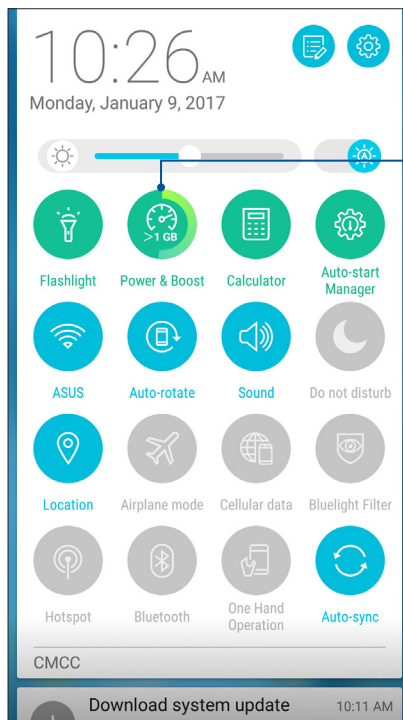 10:26 AM
Monday, January 9, 2017
A
>1 GB
Flashlight
Power & Boost
Calculator
Auto-start
Manager
ASUS
Auto-rotate
Sound
Do not disturb
Location
Airplane mode
Cellular data
Bluelight Filter
Hotspot
Bluetooth
One Hand
Operation
Auto-sync
CMCC
Download system update 10:11 AM